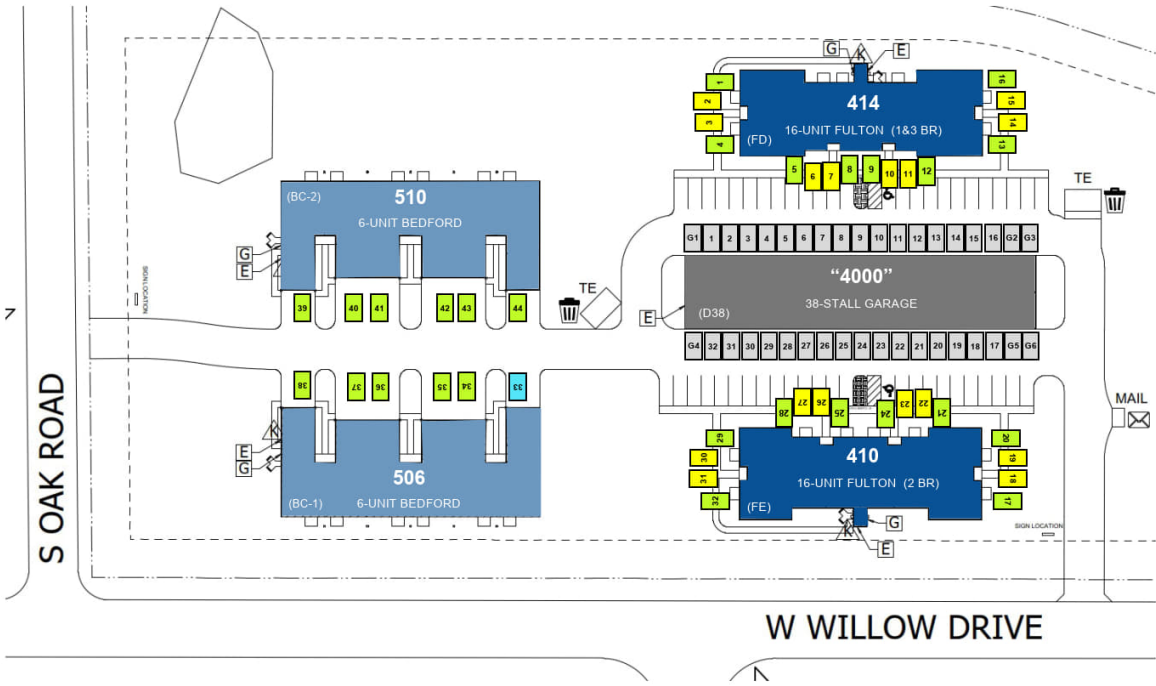 G
K
E
1
2
3
4
16
15
14
13
414
16-UNIT FULTON (1&3 BR)
(FD)
5
6
7
8
9
10
11
12
TE
(BC-2)
510
6-UNIT BEDFORD
G
E
SIGN LOCATION
39
40
41
42
43
44
TE
G1 1 2 3 4 5 6 7 8 9 10 11 12 13 14 15 16 G2 G3
"4000"
38-STALL GARAGE
(D38)
E
G4 32 31 30 29 28 27 26 25 24 23 22 21 20 19 18 17 G5 G6
38
37
36
35
34
33
K
E
G
506
(BC-1)
6-UNIT BEDFORD
28
27
26
25
24
23
22
21
29
30
31
32
20
19
18
17
410
16-UNIT FULTON (2 BR)
(FE)
G
K
E
MAIL
SIGN LOCATION
S OAK ROAD
W WILLOW DRIVE